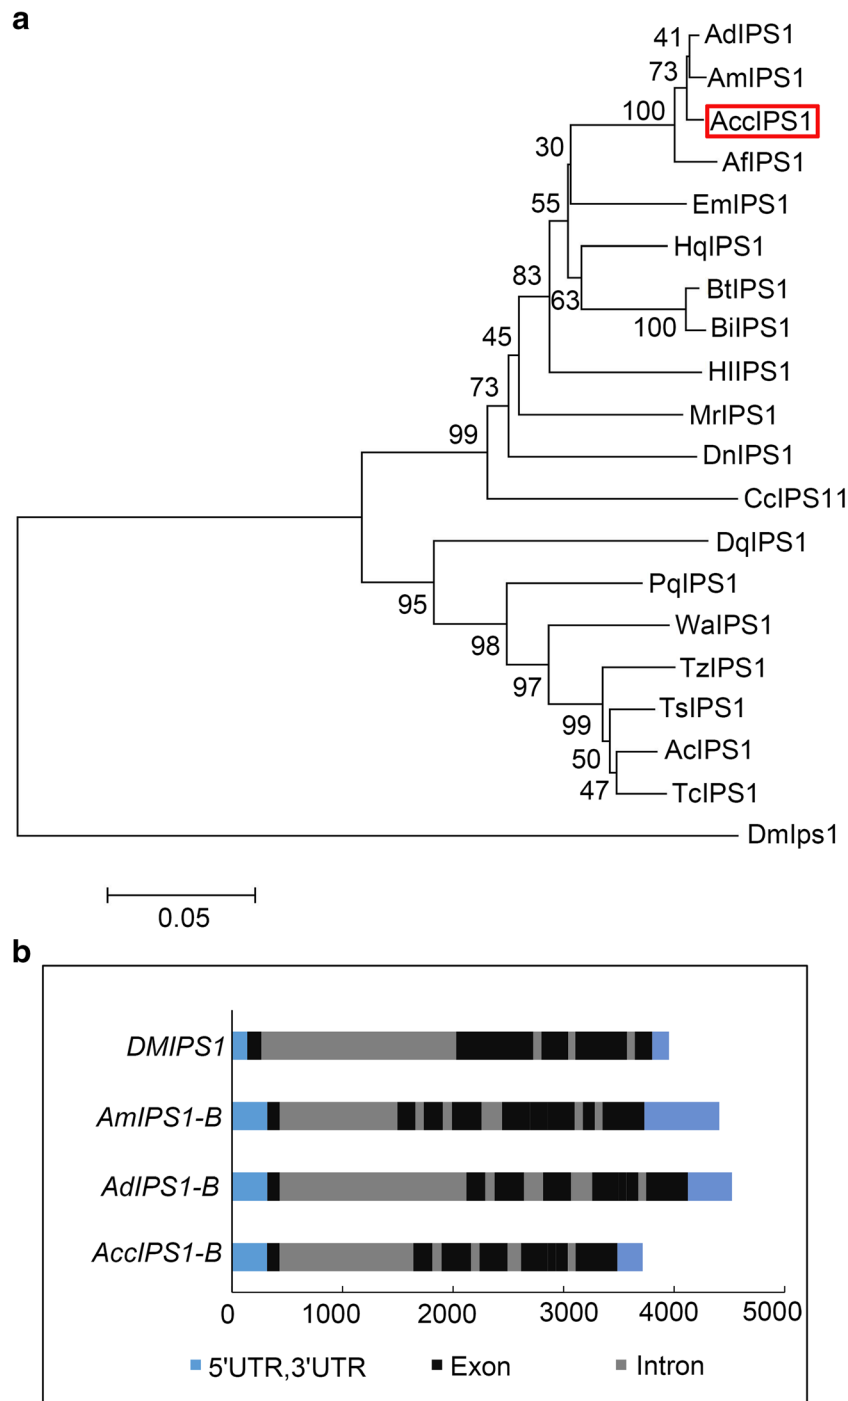 a
41
AdIPS1
73
AmIPS1
100
AccIPS1
AfIPS1
30
EmIPS1
55
HqIPS1
83
63
BtIPS1
100
BiIPS1
45
HIIPS1
73
MrIPS1
99
DnIPS1
CcIPS11
DqIPS1
95
PqIPS1
98
WaIPS1
97
TzIPS1
99
TsIPS1
50
AcIPS1
47
TcIPS1
DmIps1
0.05
b
DMIPS1
AmIPS1-B
AdIPS1-B
AccIPS1-B
0 1000 2000 3000 4000 5000
5'UTR,3'UTR Exon Intron